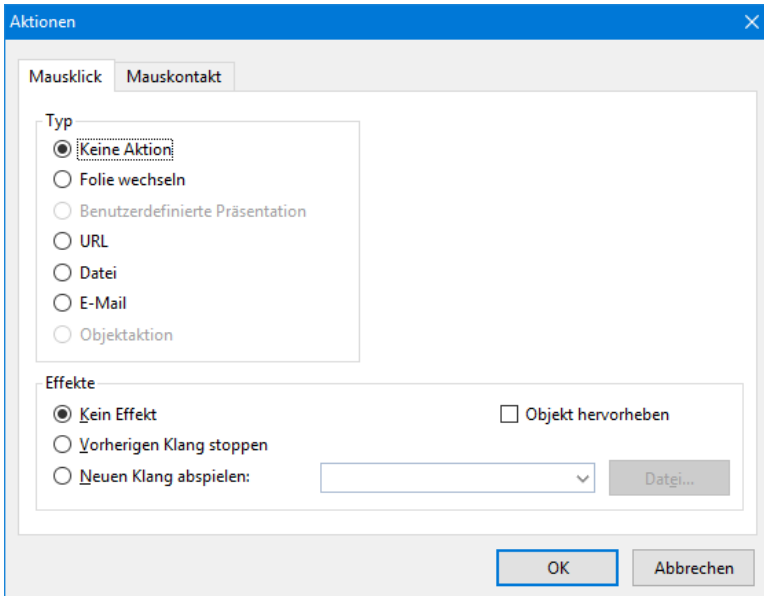 Aktionen
Mausklick Mauskontakt
Typ
Keine Aktion
Folie wechseln
Benutzerdefinierte Präsentation
URL
Datei
E-Mail
Objektaktion
Effekte
Kein Effekt Objekt hervorheben
Vorherigen Klang stoppen
Neuen Klang abspielen: Datei...
OK Abbrechen